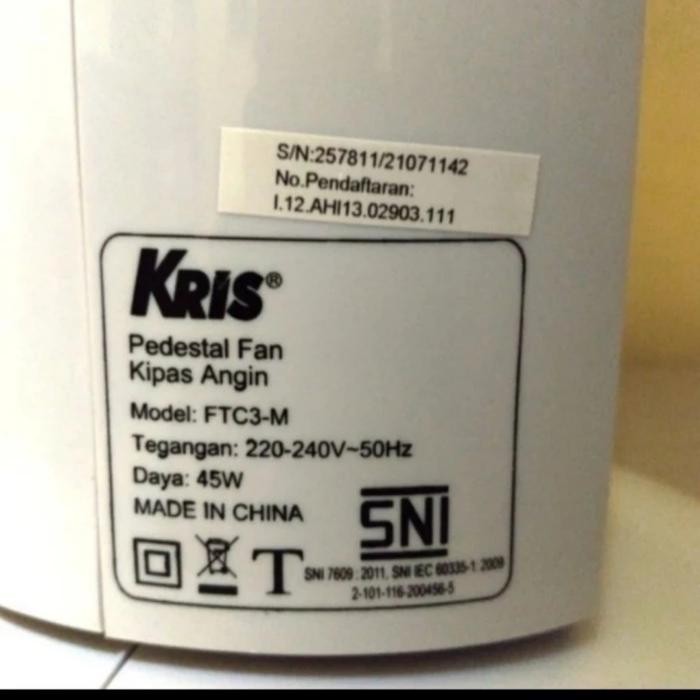 S/N:257811/21071142
No.Pendaftaran:
I.12.AHI13.02903.111
KRIS®
Pedestal Fan
Kipas Angin
Model: FTC3-M
Tegangan: 220-240V~50Hz
Daya: 45W
MADE IN CHINA
SNI
T
SNI 7609 : 2011, SNI IEC 60335-1: 2009
2-101-116-200456-5